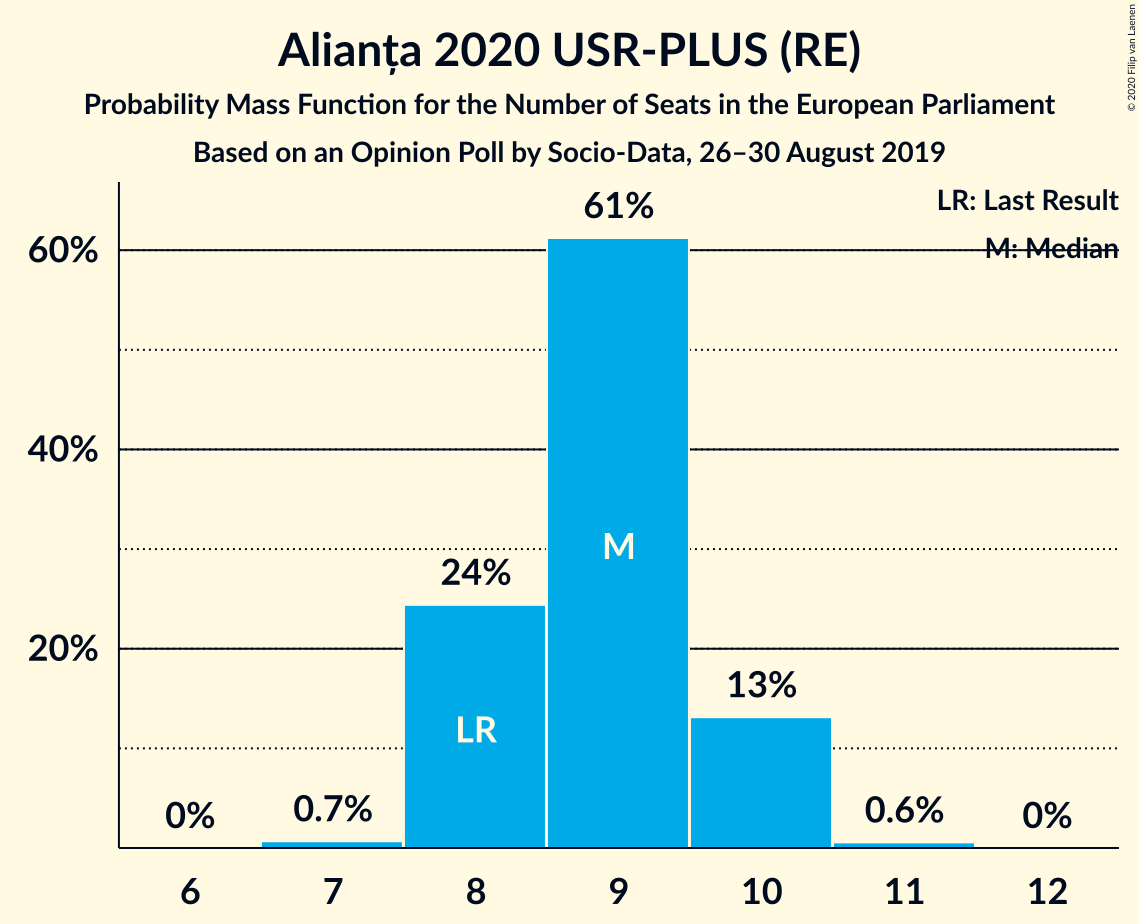 Alianța 2020 USR-PLUS (RE)
Probability Mass Function for the Number of Seats in the European Parliament
Based on an Opinion Poll by Socio-Data, 26–30 August 2019
© 2020 Filip van Laenen
LR: Last Result
M: Median
61%
60%
40%
M
24%
20%
13%
LR
0%
0.7%
0.6%
0%
6 7 8 9 10 11 12